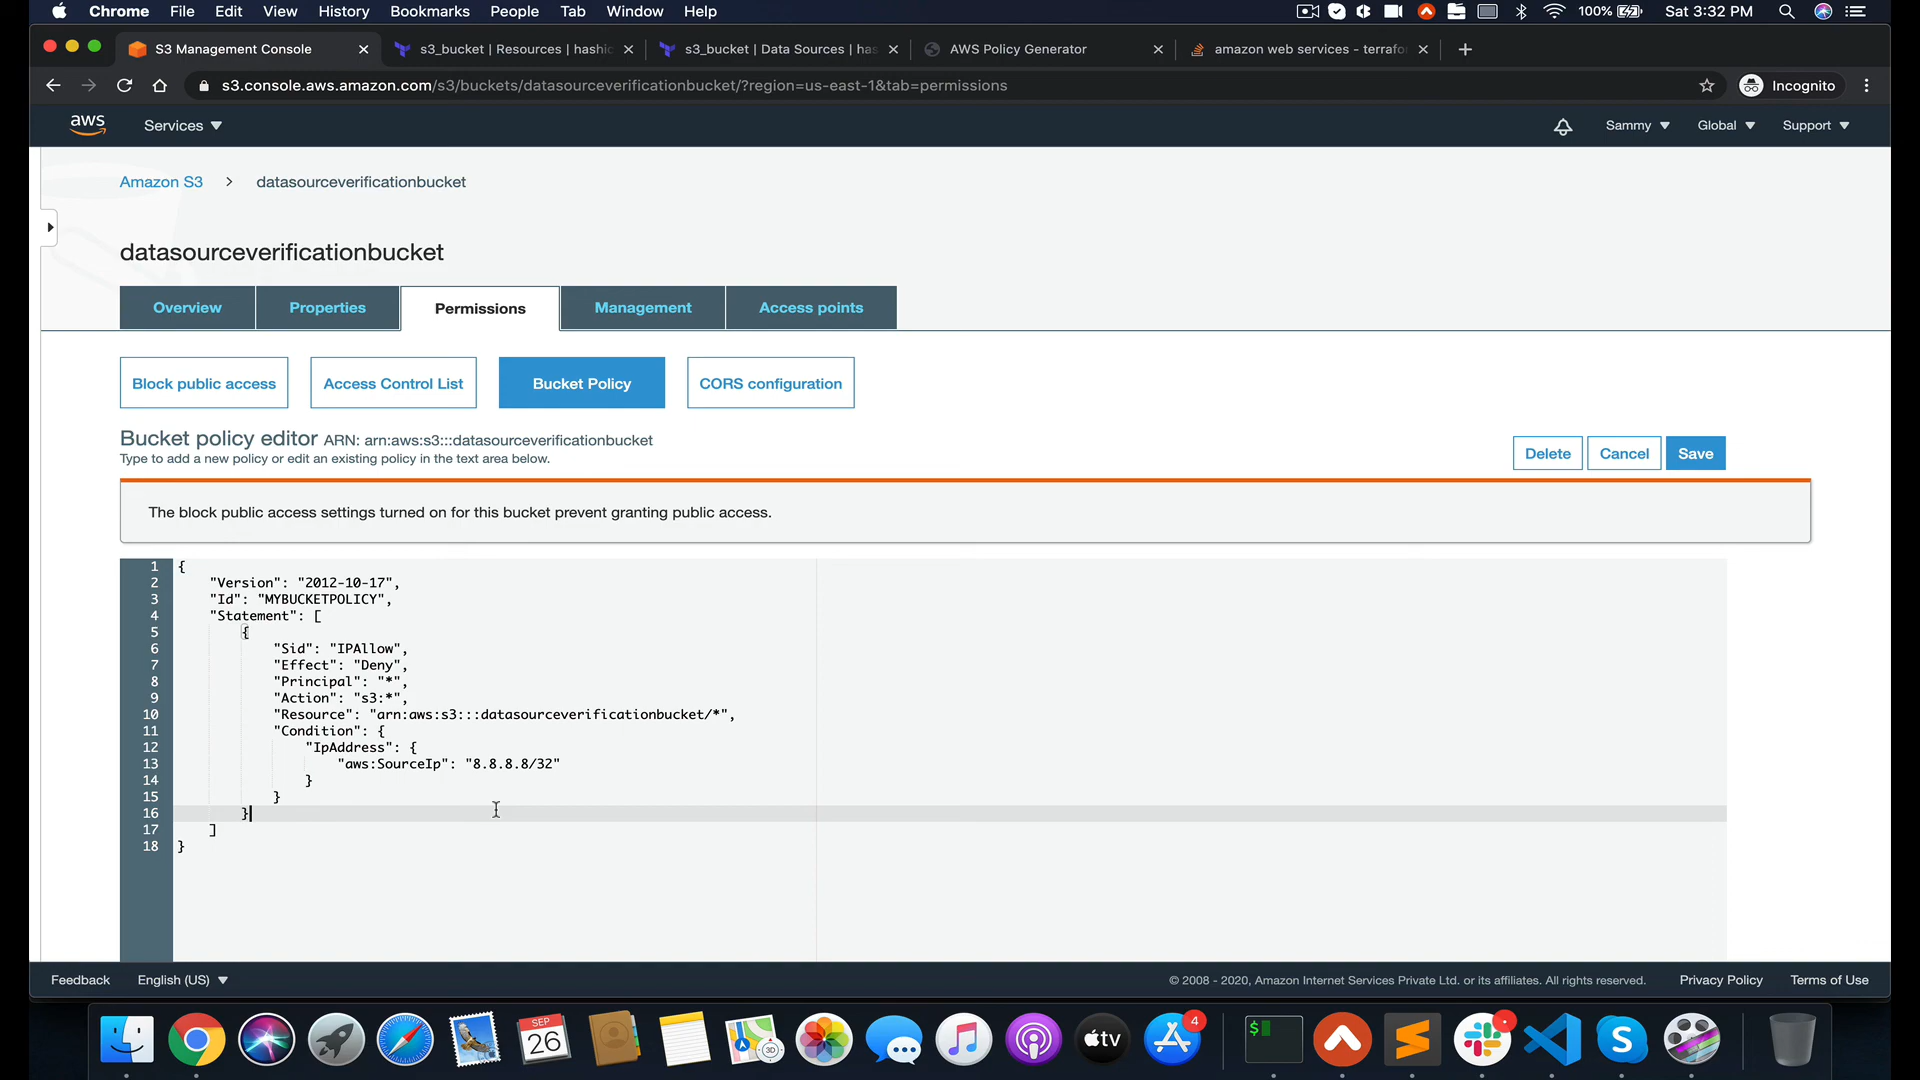 Chrome File Edit View History Bookmarks People Tab Window Help 100% Sat 3:32 PM
S3 Management Console
s3_bucket | Resources | hashic
s3_bucket | Data Sources | has
AWS Policy Generator
amazon web services - terrafo
s3.console.aws.amazon.com/s3/buckets/datasourceverificationbucket/?region=us-east-1&tab=permissions
Incognito
aws Services Sammy Global Support
Amazon S3 > datasourceverificationbucket
datasourceverificationbucket
Overview Properties Permissions Management Access points
Block public access Access Control List Bucket Policy CORS configuration
Bucket policy editor ARN: arn:aws:s3:::datasourceverificationbucket
Type to add a new policy or edit an existing policy in the text area below.
Delete Cancel Save
The block public access settings turned on for this bucket prevent granting public access.
1 {
2 "Version": "2012-10-17",
3 "Id": "MYBUCKETPOLICY",
4 "Statement": [
5 {
6 "Sid": "IPAllow",
7 "Effect": "Deny",
8 "Principal": "*",
9 "Action": "s3:*",
10 "Resource": "arn:aws:s3:::datasourceverificationbucket/*",
11 "Condition": {
12 "IpAddress": {
13 "aws:SourceIp": "8.8.8.8/32"
14 }
15 }
16 }
17 ]
18 }
Feedback English (US) © 2008 - 2020, Amazon Internet Services Private Ltd. or its affiliates. All rights reserved. Privacy Policy Terms of Use
SEP
26
3D
tv
4
$
S